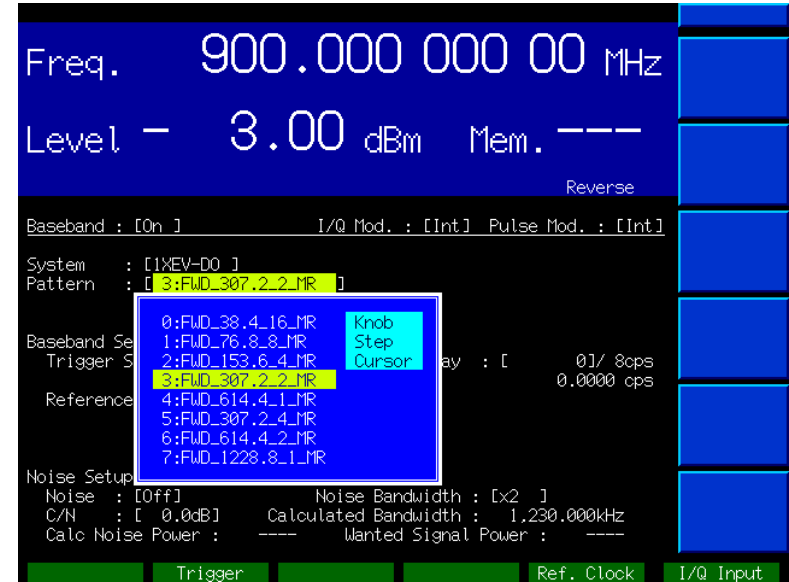 Freq. 900.000 000 00 MHz
Level - 3.00 dBm Mem. ---
Reverse
Baseband : [On ] I/Q Mod. : [Int] Pulse Mod. : [Int]
System : [1XEV-DO ]
Pattern : [ 3:FWD_307.2_2_MR ]
0:FWD_38.4_16_MR Knob
Baseband Se 1:FWD_76.8_8_MR Step
Trigger S 2:FWD_153.6_4_MR Cursor ay : [ 0]/ 8cps
3:FWD_307.2_2_MR 0.0000 cps
Reference 4:FWD_614.4_1_MR
5:FWD_307.2_4_MR
6:FWD_614.4_2_MR
7:FWD_1228.8_1_MR
Noise Setup
Noise : [Off] Noise Bandwidth : [x2 ]
C/N : [ 0.0dB] Calculated Bandwidth : 1,230.000kHz
Calc Noise Power : ---- Wanted Signal Power : ----
Trigger Ref. Clock I/Q Input